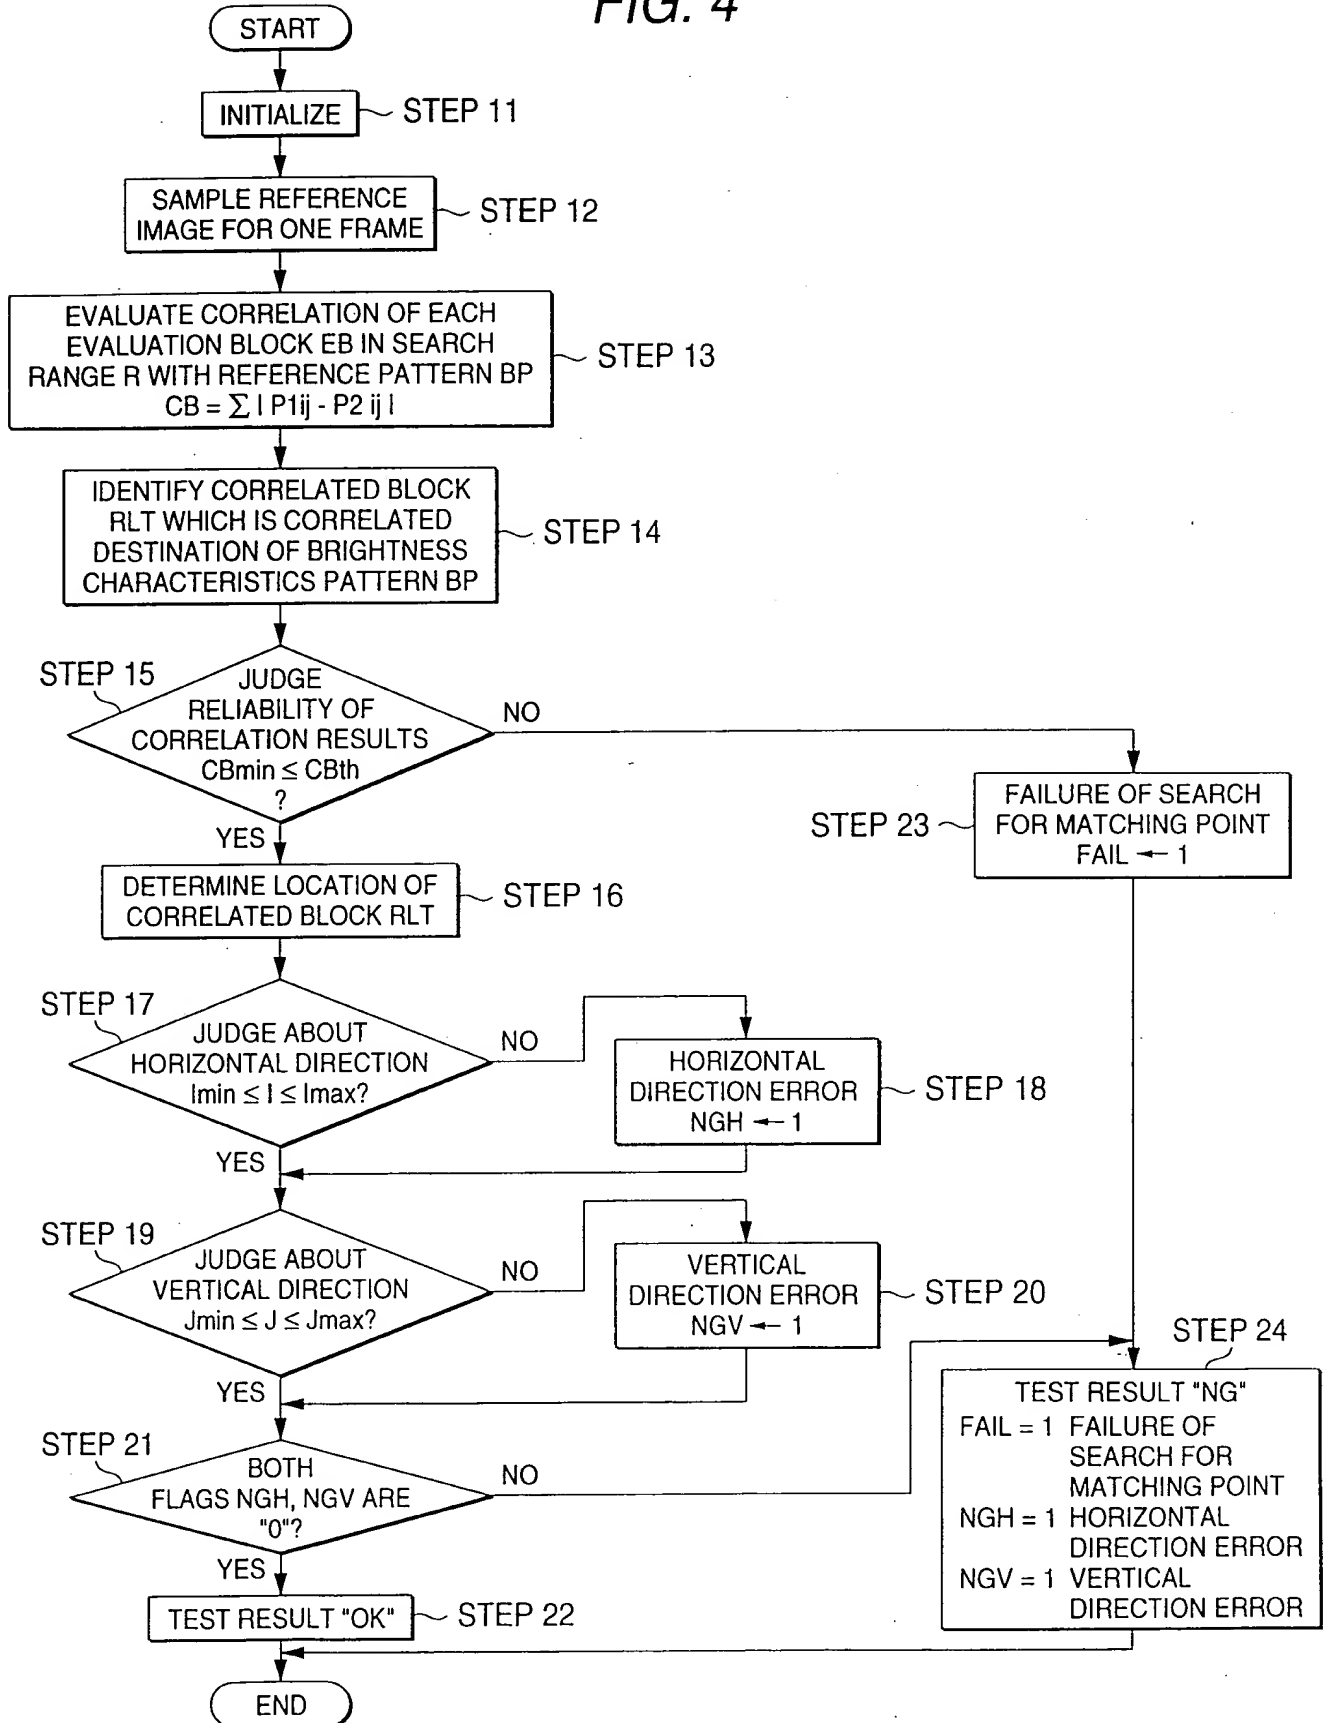 FIG. 4
START
INITIALIZE
STEP 11
SAMPLE REFERENCE
IMAGE FOR ONE FRAME
STEP 12
EVALUATE CORRELATION OF EACH
EVALUATION BLOCK EB IN SEARCH
RANGE R WITH REFERENCE PATTERN BP
CB = ∑ I P1ij - P2 ij I
STEP 13
IDENTIFY CORRELATED BLOCK
RLT WHICH IS CORRELATED
DESTINATION OF BRIGHTNESS
CHARACTERISTICS PATTERN BP
STEP 14
STEP 15
JUDGE
RELIABILITY OF
CORRELATION RESULTS
CBmin ≤ CBth
?
NO
YES
FAILURE OF SEARCH
FOR MATCHING POINT
FAIL ← 1
STEP 23
DETERMINE LOCATION OF
CORRELATED BLOCK RLT
STEP 16
STEP 17
JUDGE ABOUT
HORIZONTAL DIRECTION
Imin ≤ I ≤ Imax?
NO
YES
HORIZONTAL
DIRECTION ERROR
NGH ← 1
STEP 18
STEP 19
JUDGE ABOUT
VERTICAL DIRECTION
Jmin ≤ J ≤ Jmax?
NO
YES
VERTICAL
DIRECTION ERROR
NGV ← 1
STEP 20
STEP 21
BOTH
FLAGS NGH, NGV ARE
"0"?
NO
YES
STEP 24
TEST RESULT "NG"
FAIL = 1 FAILURE OF
SEARCH FOR
MATCHING POINT
NGH = 1 HORIZONTAL
DIRECTION ERROR
NGV = 1 VERTICAL
DIRECTION ERROR
TEST RESULT "OK"
STEP 22
END